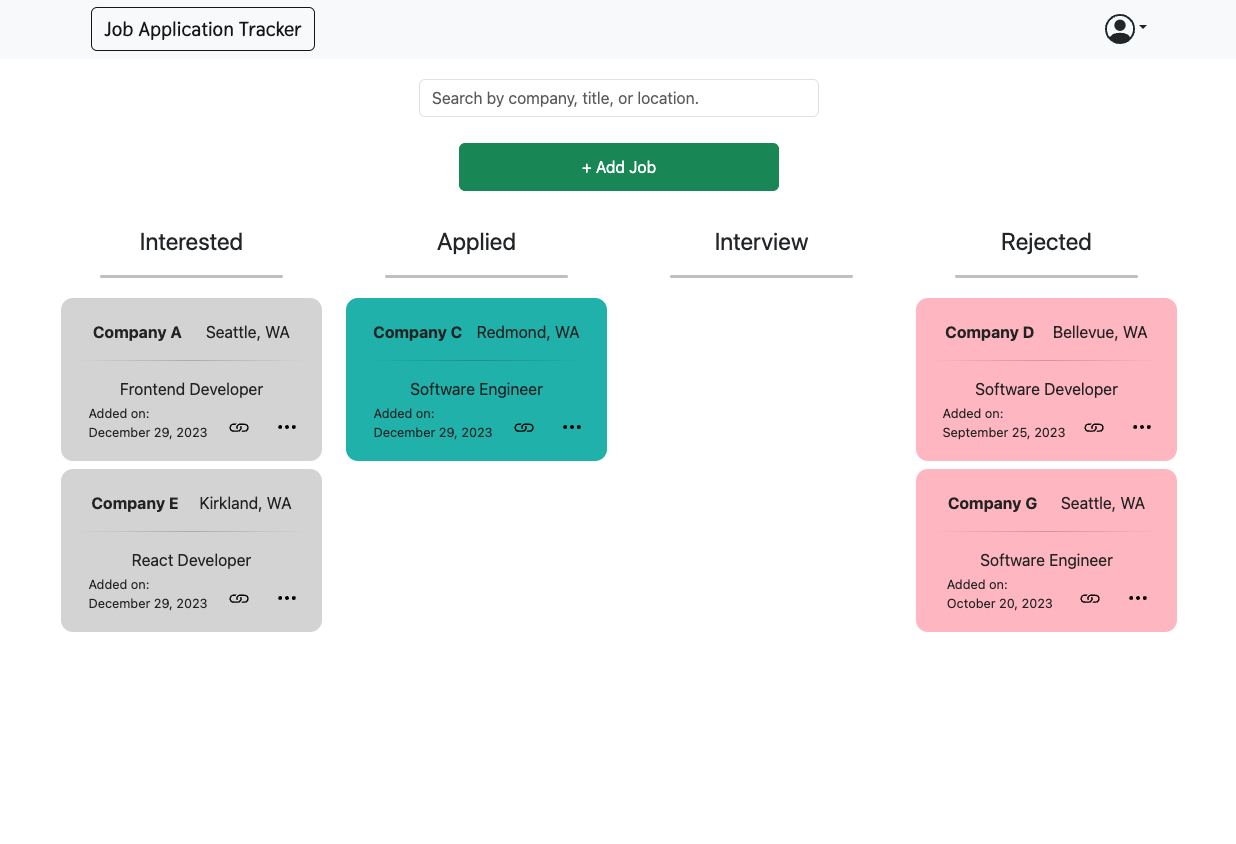 Job Application Tracker
Search by company, title, or location.
+ Add Job
Interested
Company A Seattle, WA
Frontend Developer
Added on:
December 29, 2023
Company E Kirkland, WA
React Developer
Added on:
December 29, 2023
Applied
Company C Redmond, WA
Software Engineer
Added on:
December 29, 2023
Interview
Rejected
Company D Bellevue, WA
Software Developer
Added on:
September 25, 2023
Company G Seattle, WA
Software Engineer
Added on:
October 20, 2023